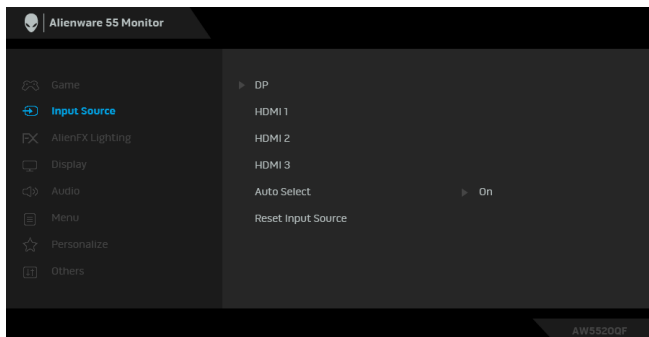 Alienware 55 Monitor
Game
DP
Input Source
HDMI 1
FX AlienFX Lighting
HDMI 2
Display
HDMI 3
Audio
Auto Select On
Menu
Reset Input Source
Personalize
Others
AW5520QF